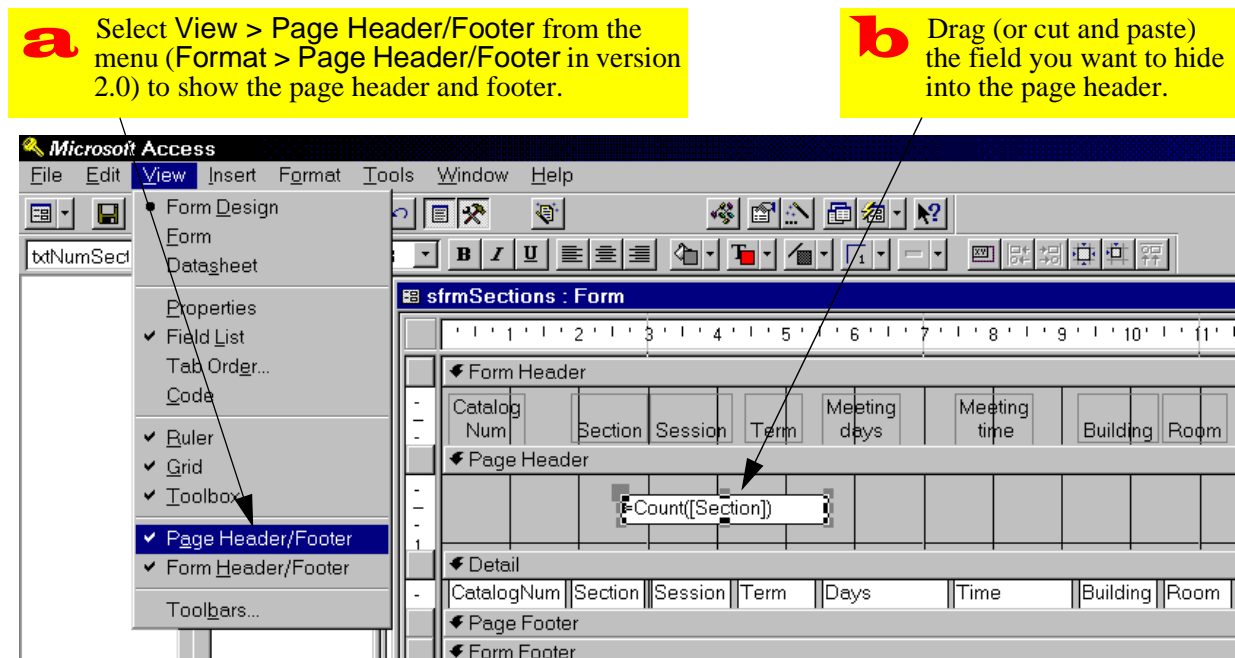 a Select View > Page Header/Footer from the
menu (Format > Page Header/Footer in version
2.0) to show the page header and footer.
b Drag (or cut and paste)
the field you want to hide
into the page header.
Microsoft Access
File Edit View Insert Format Tools Window Help
Form Design
Form
Datasheet
Properties
Field List
Tab Order...
Code
Ruler
Grid
Toolbox
Page Header/Footer
Form Header/Footer
Toolbars...
txtNumSect
B I U
sfrmSections : Form
1 2 3 4 5 6 7 8 9 10 11
Form Header
Catalog
Num
Section Session Term
Meeting
days
Meeting
time
Building Room
Page Header
=Count([Section])
1
Detail
CatalogNum Section Session Term Days Time Building Room
Page Footer
Form Footer